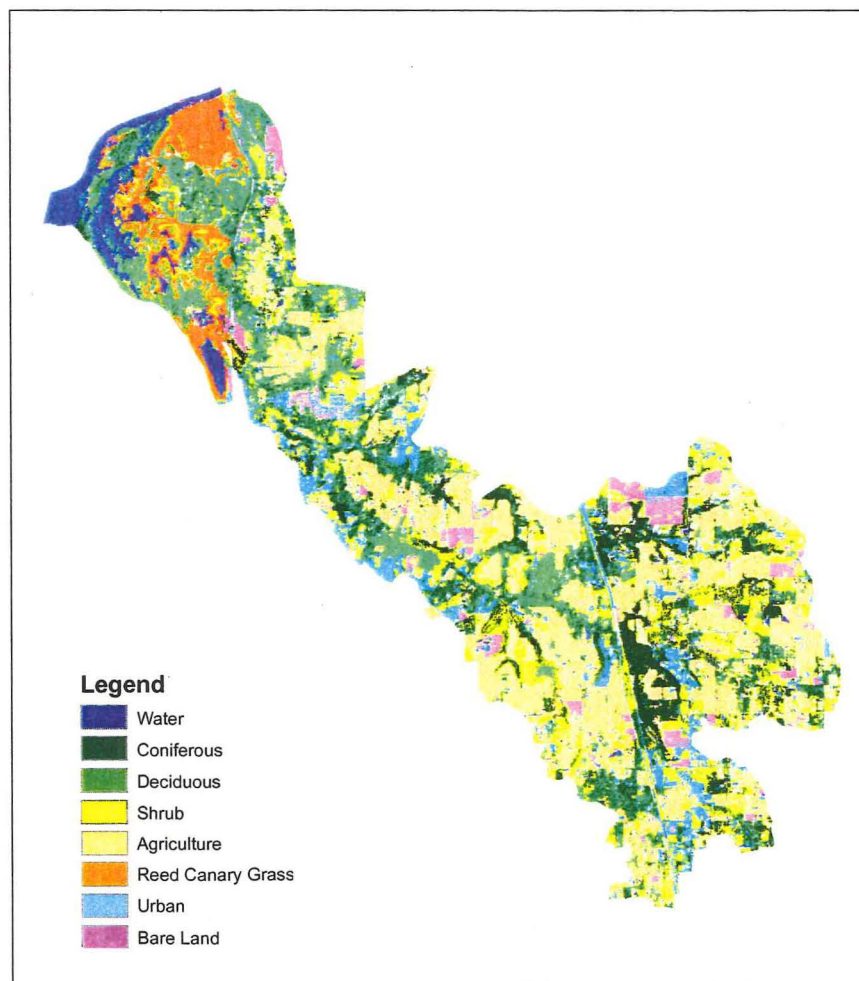 Legend
Water
Coniferous
Deciduous
Shrub
Agriculture
Reed Canary Grass
Urban
Bare Land